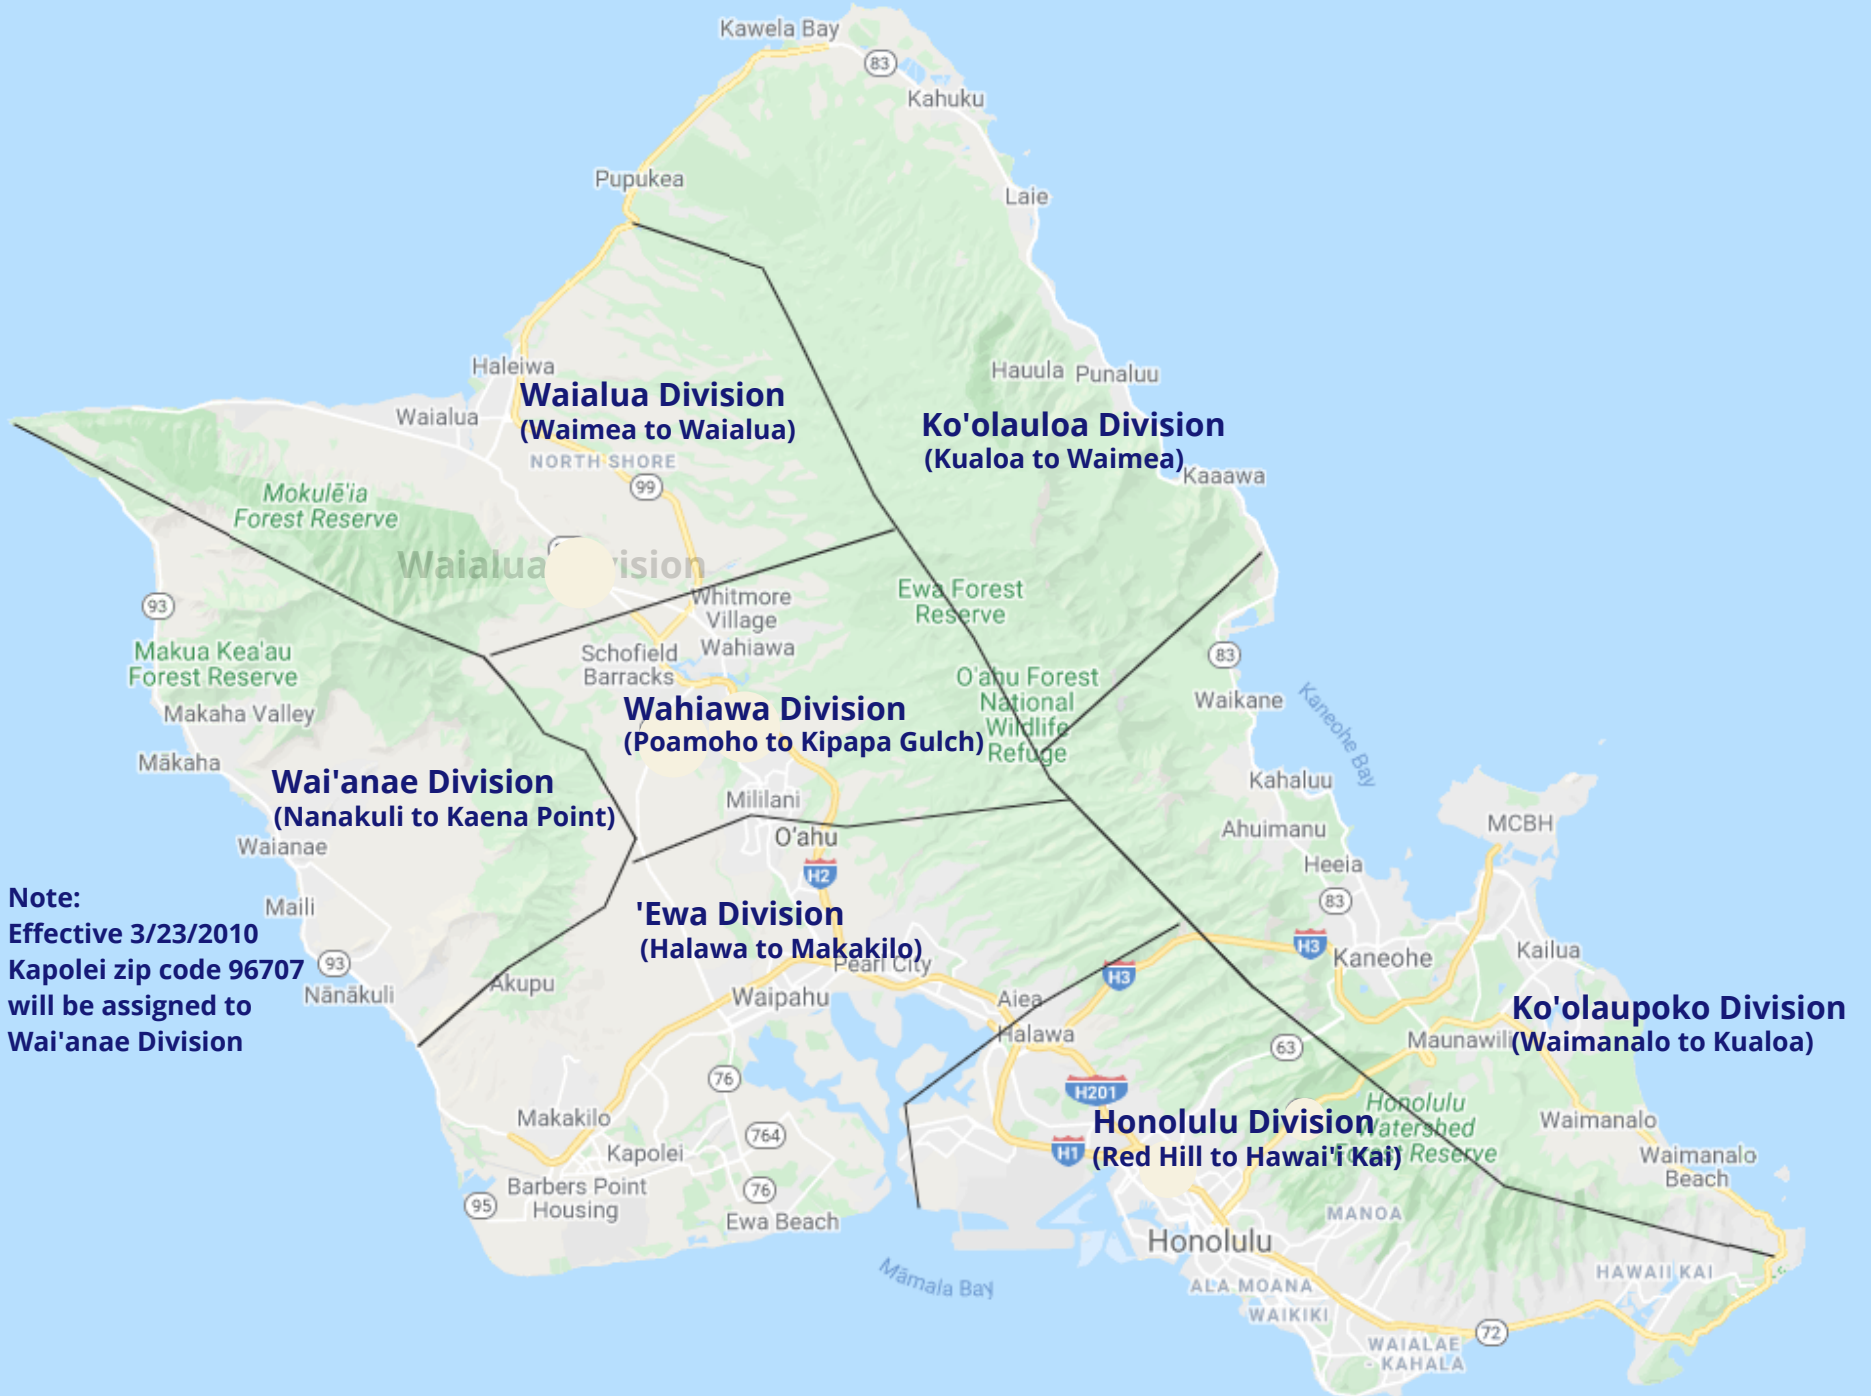 Kawela Bay
83
Kahuku
Pupukea
Laie
Haleiwa
Hauula
Punaluu
Waialua Division
(Waimea to Waialua)
Waialua
Ko'olauloa Division
(Kualoa to Waimea)
NORTH SHORE
Kaaawa
99
Mokulē'ia
Forest Reserve
Waialua
ision
Ewa Forest
Reserve
93
Whitmore
Village
Wahiawa
Schofield
Barracks
83
Makua Kea'au
Forest Reserve
O'ahu Forest
National
Wildlife
Refuge
Waikane
Kaneohe Bay
Makaha Valley
Wahiawa Division
(Poamoho to Kipapa Gulch)
Mākaha
Wai'anae Division
(Nanakuli to Kaena Point)
Kahaluu
Mililani
MCBH
O'ahu
Ahuimanu
Waianae
Heeia
H2
Note:
Effective 3/23/2010
Kapolei zip code 96707
will be assigned to
Wai'anae Division
Maili
83
'Ewa Division
(Halawa to Makakilo)
H3
Kaneohe
Kailua
93
Pearl City
H3
Nānākuli
Akupu
Waipahu
Aiea
Ko'olaupoko Division
(Waimanalo to Kualoa)
Halawa
63
Maunawili
76
H201
Honolulu
Watershed
Forest Reserve
Makakilo
Honolulu Division
(Red Hill to Hawai'i Kai)
Waimanalo
764
H1
Kapolei
Waimanalo
Beach
Barbers Point
Housing
76
95
Ewa Beach
MANOA
Honolulu
Māmala Bay
HAWAII KAI
ALA MOANA
WAIKIKI
72
WAIALAE
- KAHALA